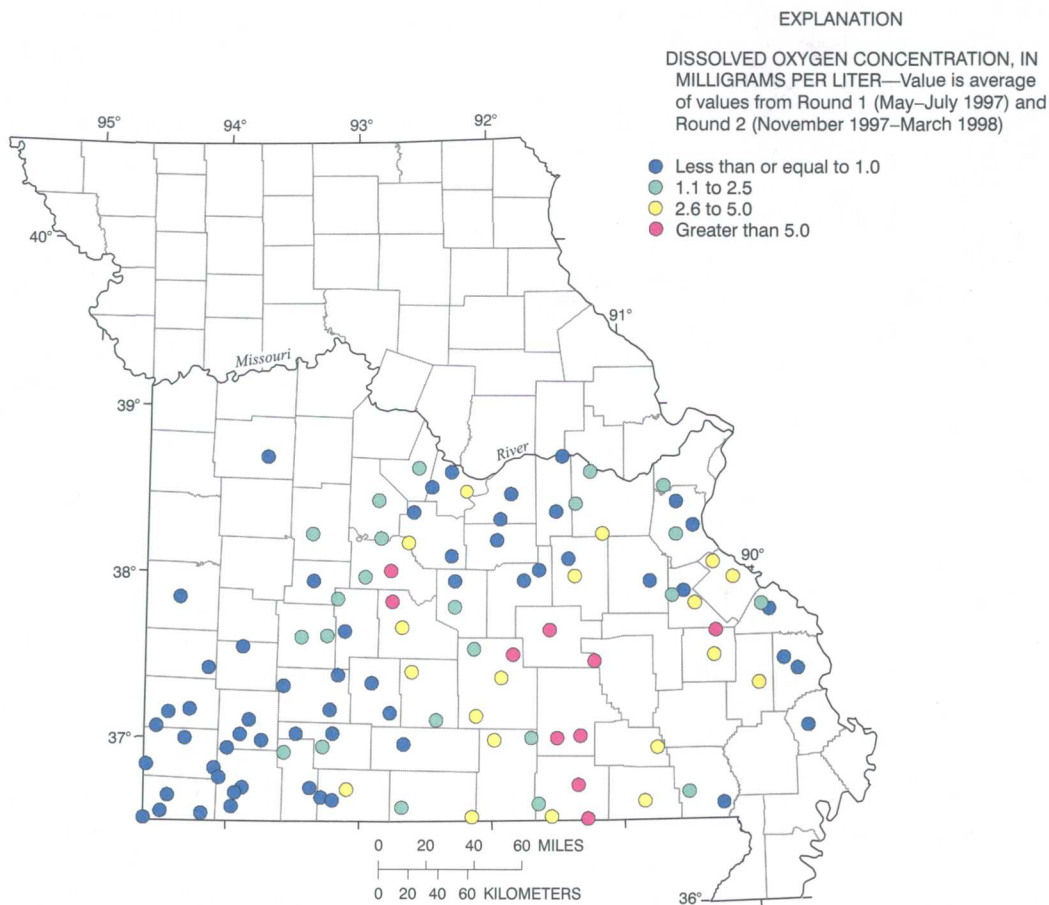 EXPLANATION
DISSOLVED OXYGEN CONCENTRATION, IN
MILLIGRAMS PER LITER—Value is average
of values from Round 1 (May–July 1997) and
Round 2 (November 1997–March 1998)
Less than or equal to 1.0
1.1 to 2.5
2.6 to 5.0
Greater than 5.0
95°
94°
93°
92°
40°
91°
Missouri
39°
River
38°
90°
37°
0 20 40 60 MILES
0 20 40 60 KILOMETERS
36°